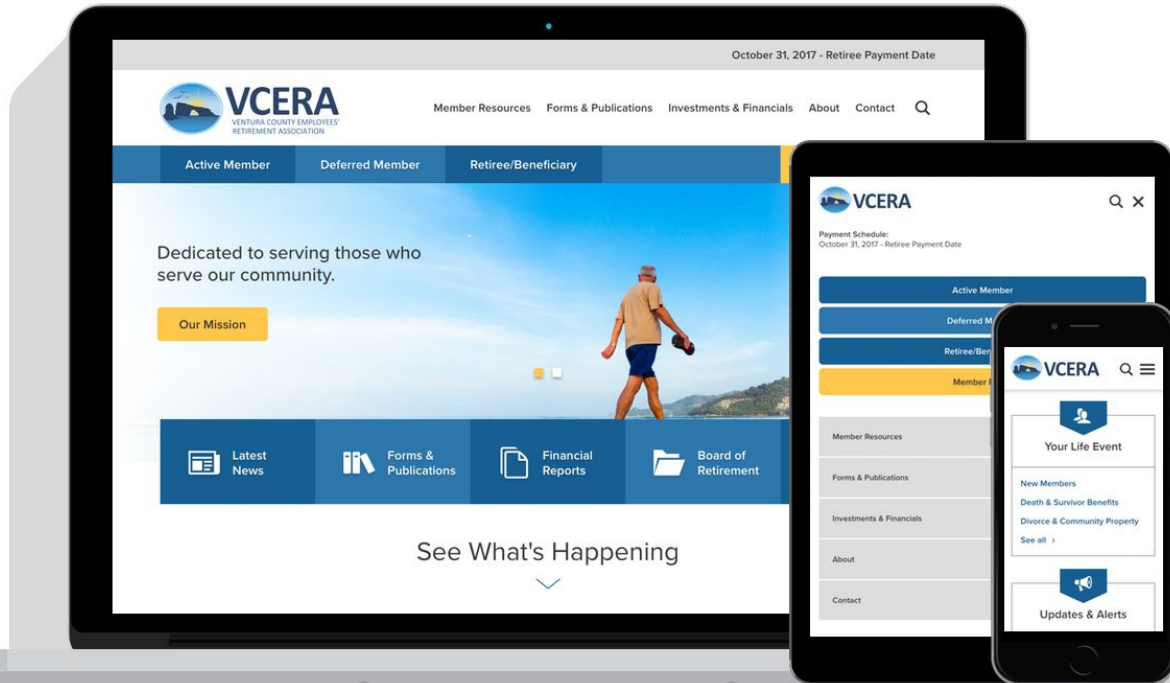 October 31, 2017 - Retiree Payment Date
VCERA
VENTURA COUNTY EMPLOYEES'
RETIREMENT ASSOCIATION
Member Resources Forms & Publications Investments & Financials About Contact
Active Member Deferred Member Retiree/Beneficiary
Dedicated to serving those who
serve our community.
Our Mission
Latest
News
Forms &
Publications
Financial
Reports
Board of
Retirement
See What's Happening
VCERA
Payment Schedule:
October 31, 2017 - Retiree Payment Date
Active Member
Deferred M
Retiree/Ben
Member
Member Resources
Forms & Publications
Investments & Financials
About
Contact
VCERA
Your Life Event
New Members
Death & Survivor Benefits
Divorce & Community Property
See all
Updates & Alerts